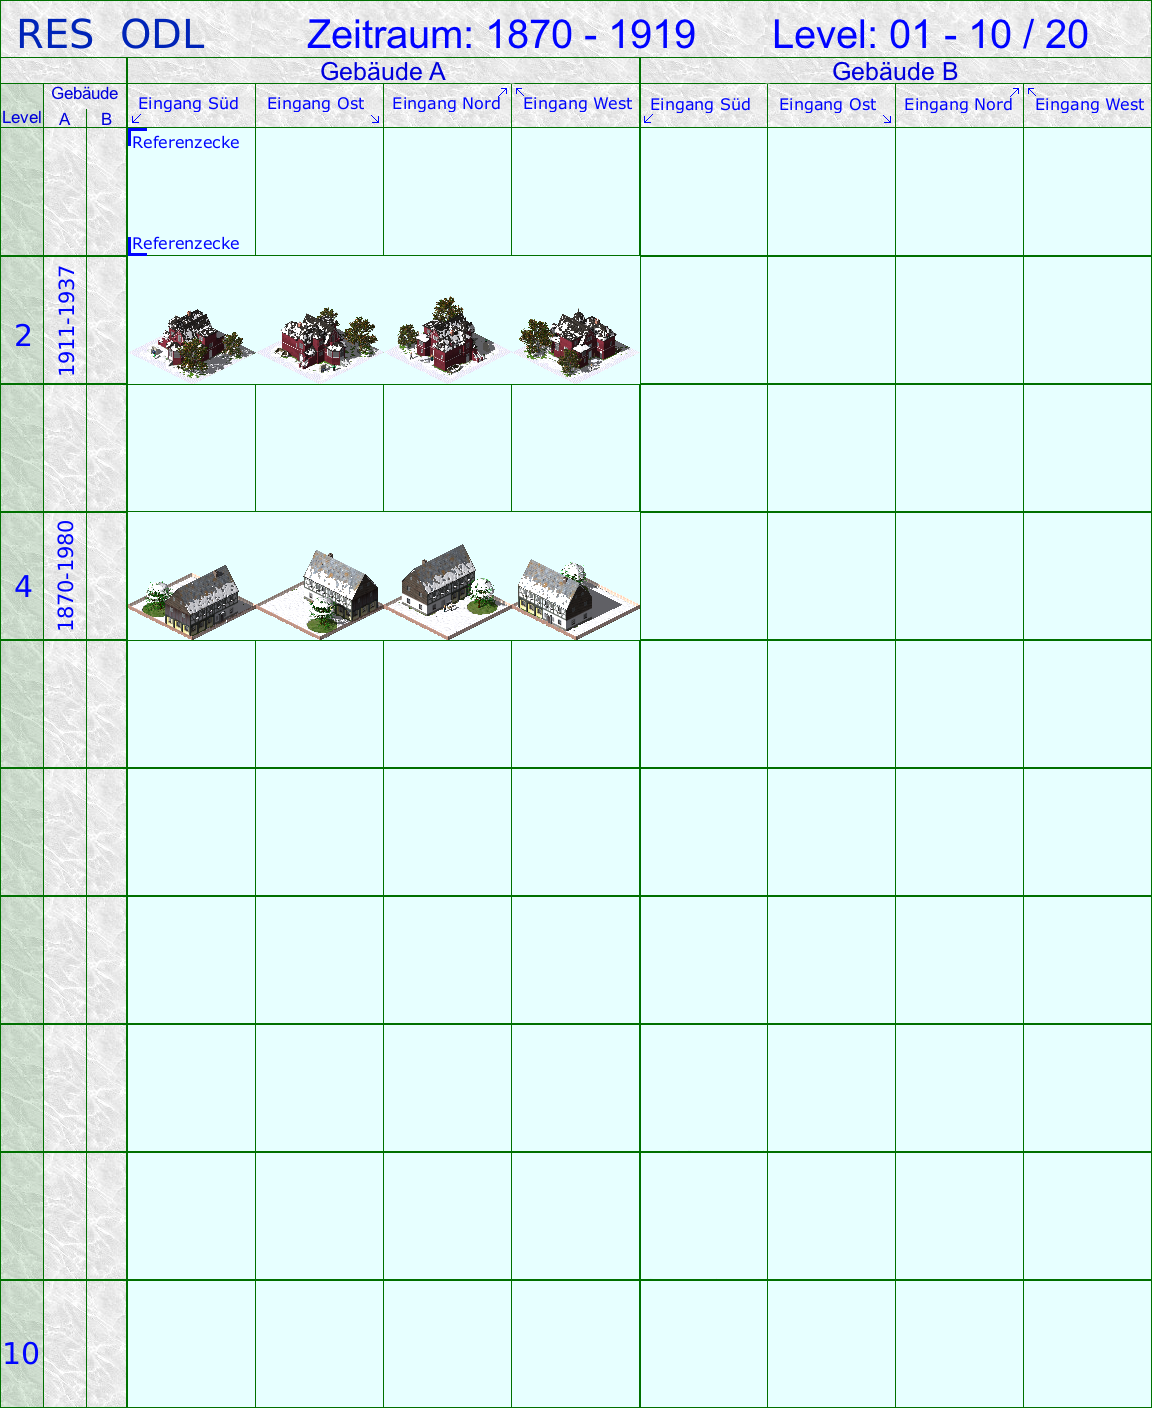 RES ODL Zeitraum: 1870 - 1919 Level: 01 - 10 / 20
Gebäude A Gebäude B
Gebäude
Level A B Eingang Süd Eingang Ost Eingang Nord Eingang West Eingang Süd Eingang Ost Eingang Nord Eingang West
Referenzecke
Referenzecke
2 1911-1937
4 1870-1980
10